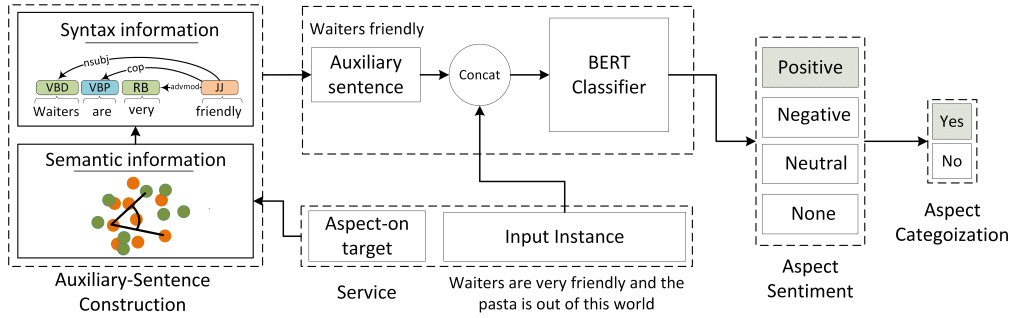 Syntax information
nsubj
cop
VBD
VBP
RB
advmod
JJ
Waiters
are
very
friendly
Semantic information
Auxiliary-Sentence
Construction
Waiters friendly
Auxiliary
sentence
Concat
BERT
Classifier
Aspect-on
target
Input Instance
Service
Waiters are very friendly and the
pasta is out of this world
Positive
Negative
Neutral
None
Aspect
Sentiment
Yes
No
Aspect
Categoization